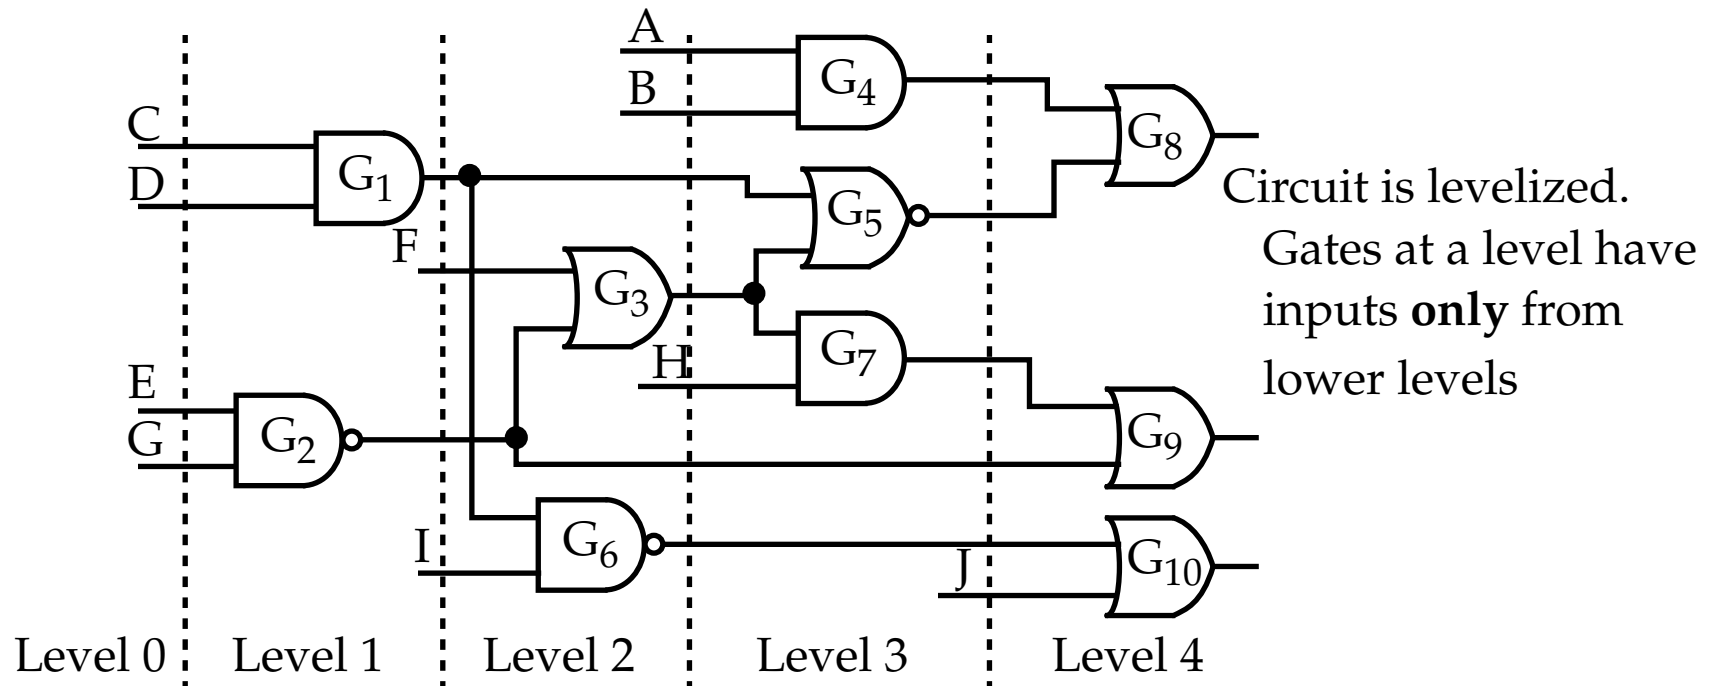 A
B
G4
C
D
G1
G8
Circuit is levelized.
Gates at a level have
inputs only from
lower levels
F
G5
G3
H
G7
E
G
G2
G9
I
G6
J
G10
Level 0
Level 1
Level 2
Level 3
Level 4